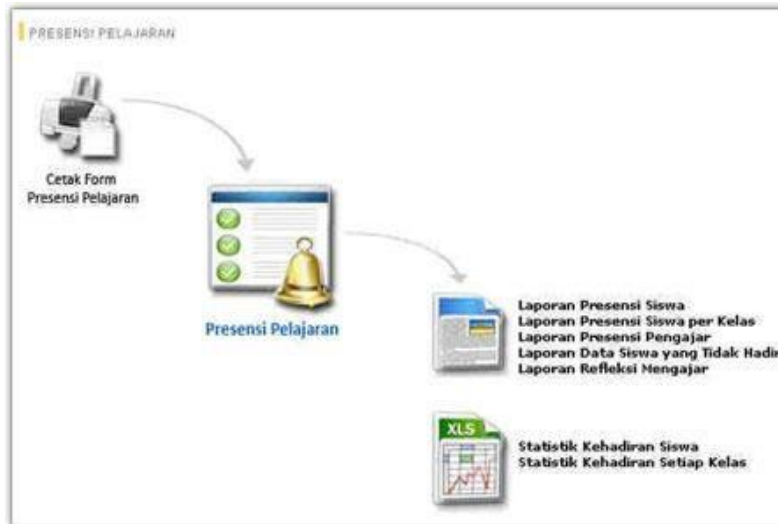 PRESENSI PELAJARAN
Cetak Form
Presensi Pelajaran
Presensi Pelajaran
Laporan Presensi Siswa
Laporan Presensi Siswa per Kelas
Laporan Presensi Pengajar
Laporan Data Siswa yang Tidak Hadir
Laporan Refleksi Mengajar
XLS
Statistik Kehadiran Siswa
Statistik Kehadiran Setiap Kelas